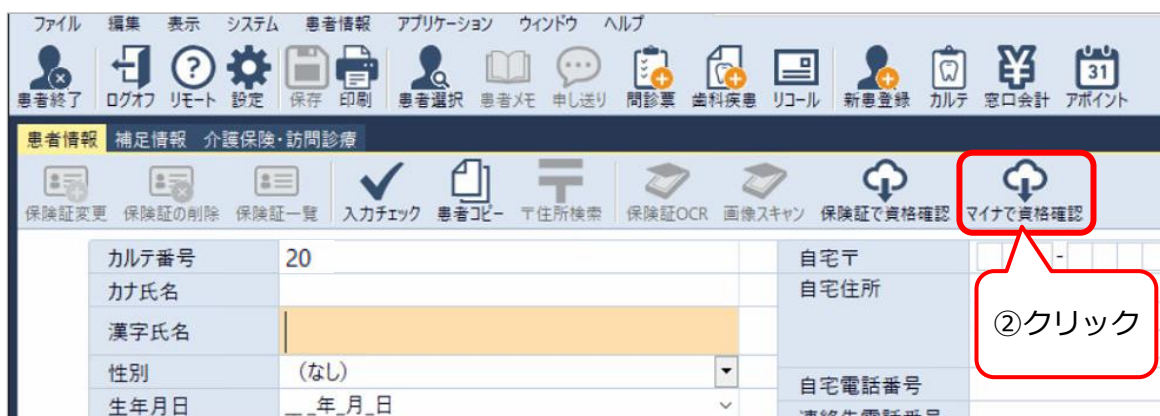 ファイル 編集 表示 システム 患者情報 アプリケーション ウィンドウ ヘルプ
患者終了 ログオフ リモート 設定 保存 印刷 患者選択 患者メモ 申し送り 問診票 歯科疾患 リコール 新患登録 カルテ 窓口会計 アポイント
31
患者情報 補足情報 介護保険・訪問診療
保険証変更 保険証の削除 保険証一覧 入力チェック 患者コピー 〒住所検索 保険証OCR 画像スキャン 保険証で資格確認 マイナで資格確認
カルテ番号 20 自宅〒 -
カナ氏名 自宅住所
漢字氏名
②クリック
性別 (なし)
自宅電話番号
生年月日 __年_月_日
連絡先電話番号